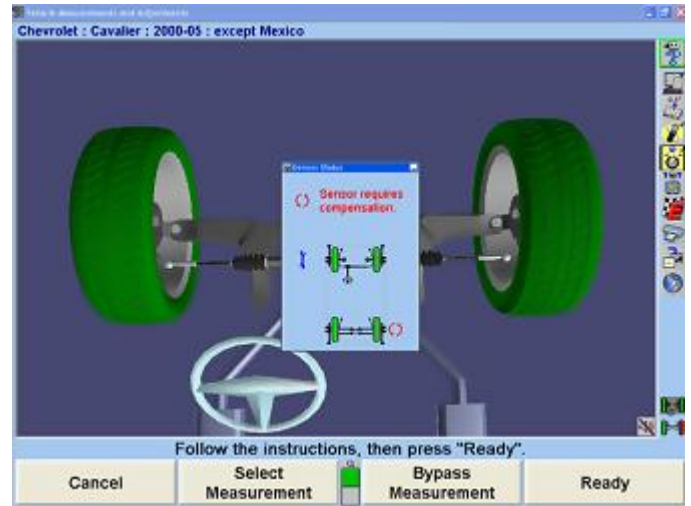 Chevrolet : Cavalier : 2000-05 : except Mexico
Sensor requires
compensation.
Follow the instructions, then press "Ready".
Cancel
Select
Measurement
Bypass
Measurement
Ready